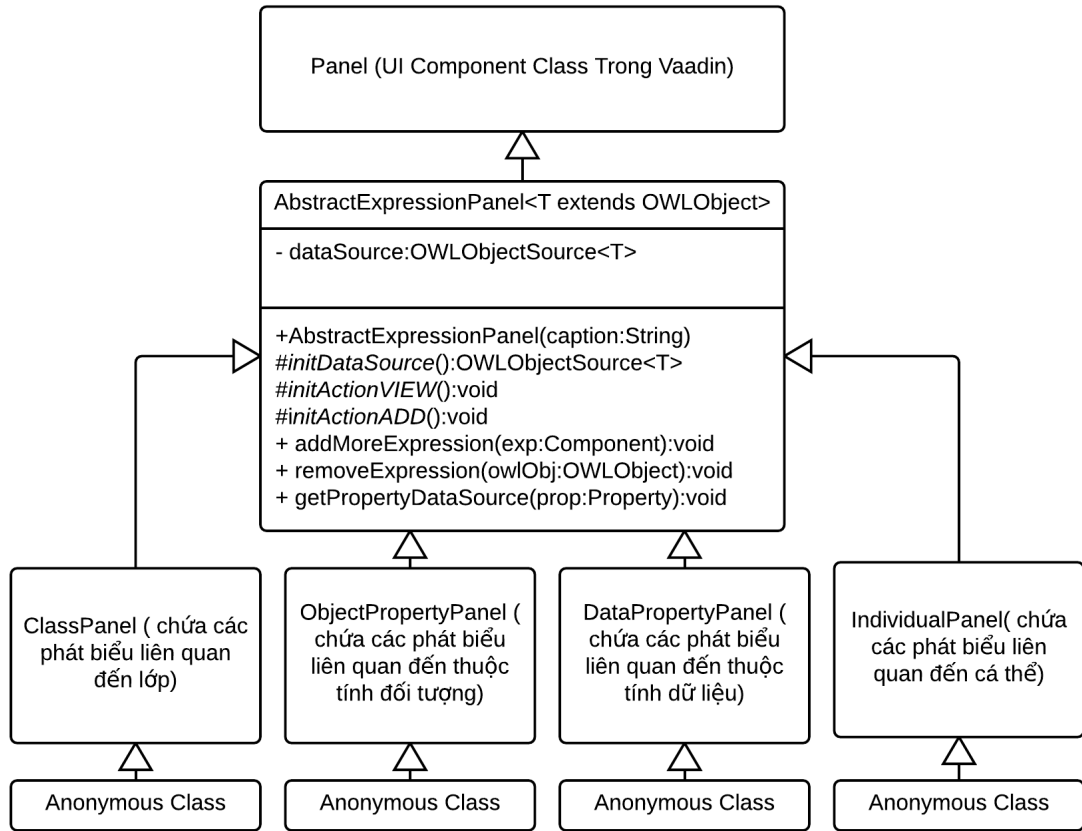 Panel (UI Component Class Trong Vaadin)
AbstractExpressionPanel<T extends OWLObject>
- dataSource:OWLObjectSource<T>
+AbstractExpressionPanel(caption:String)
#initDataSource():OWLObjectSource<T>
#initActionVIEW():void
#initActionADD():void
+ addMoreExpression(exp:Component):void
+ removeExpression(owlObj:OWLObject):void
+ getPropertyDataSource(prop:Property):void
ClassPanel ( chứa các
phát biểu liên quan
đến lớp)
ObjectPropertyPanel (
chứa các phát biểu
liên quan đến thuộc
tính đối tượng)
DataPropertyPanel (
chứa các phát biểu
liên quan đến thuộc
tính dữ liệu)
IndividualPanel( chứa
các phát biểu liên
quan đến cá thể)
Anonymous Class
Anonymous Class
Anonymous Class
Anonymous Class